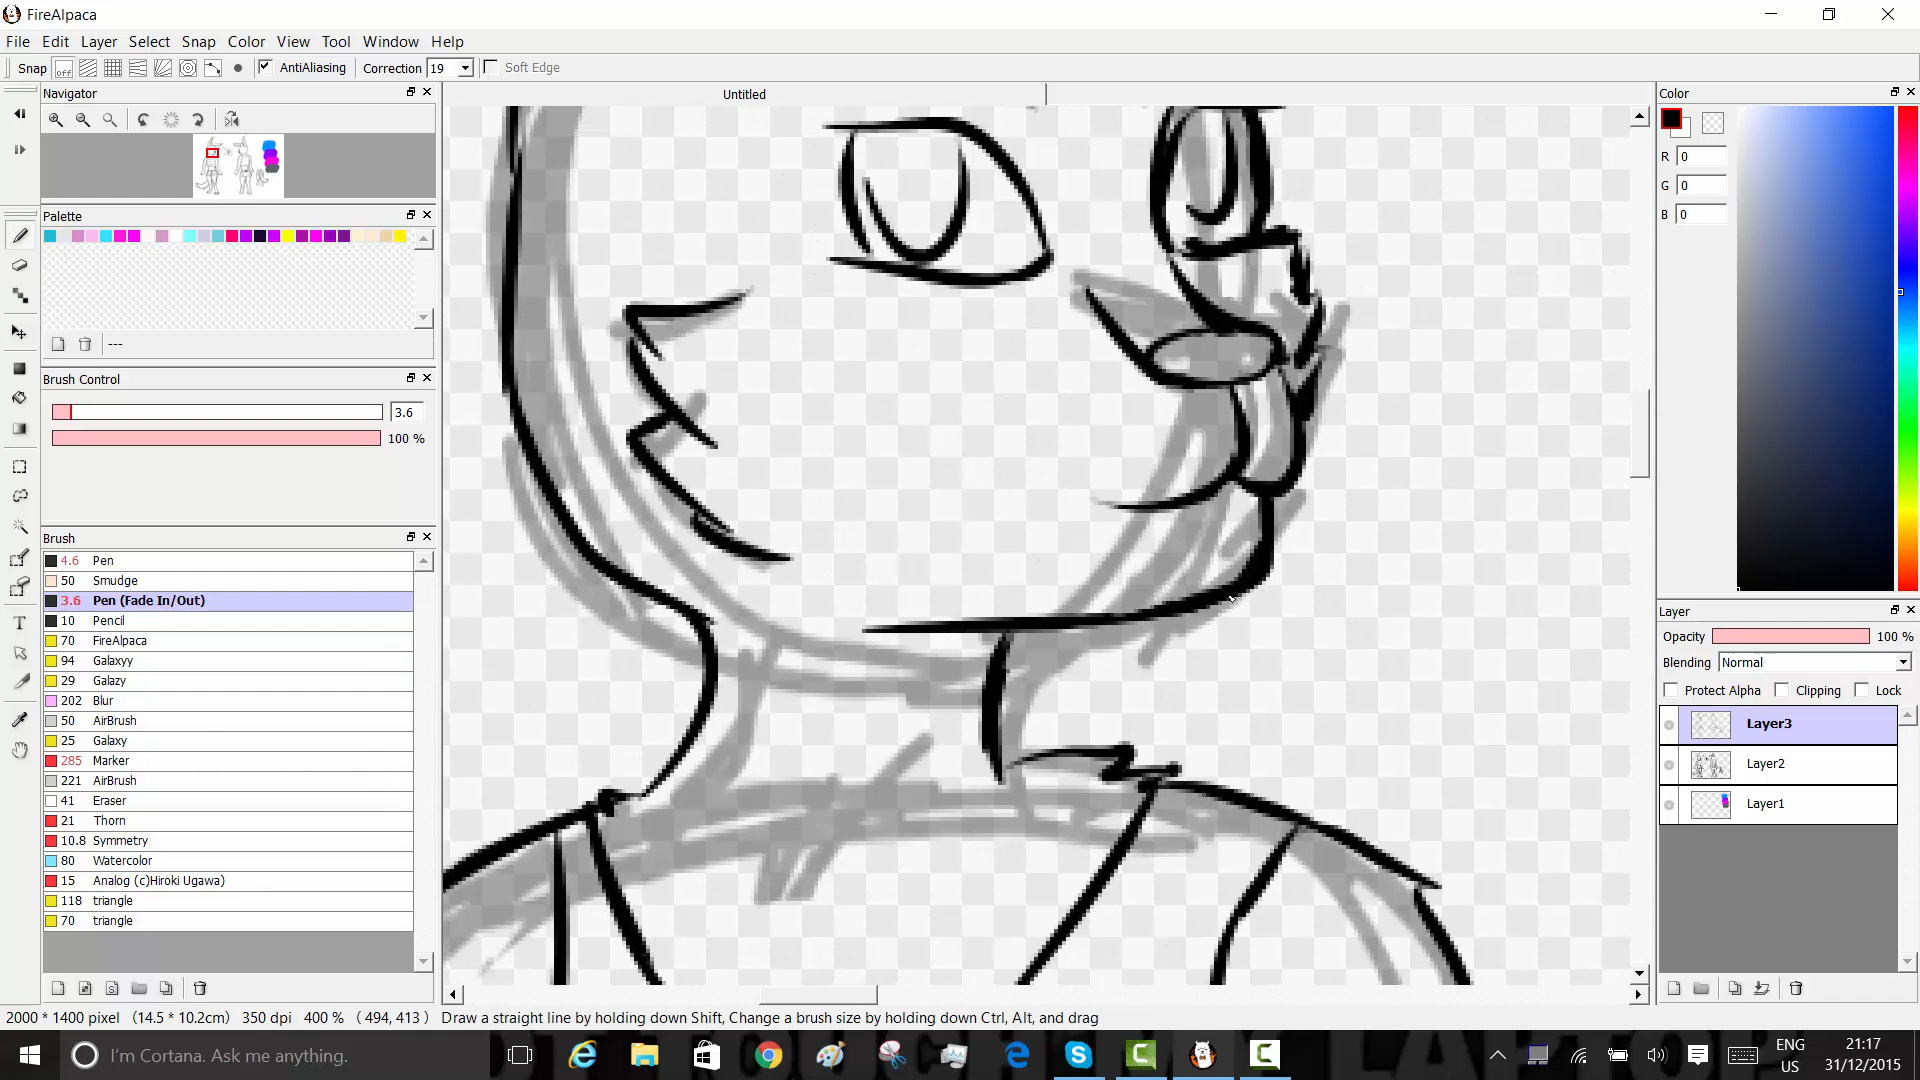 FireAlpaca
File Edit Layer Select Snap Color View Tool Window Help
Snap off AntiAliasing Correction 19 Soft Edge
Navigator
Untitled
Color
R 0
G 0
B 0
Palette
---
Brush Control
3.6
100 %
Brush
4.6 Pen
50 Smudge
3.6 Pen (Fade In/Out)
10 Pencil
70 FireAlpaca
94 Galaxyy
29 Galazy
202 Blur
50 AirBrush
25 Galaxy
285 Marker
221 AirBrush
41 Eraser
21 Thorn
10.8 Symmetry
80 Watercolor
15 Analog (c)Hiroki Ugawa)
118 triangle
70 triangle
Layer
Opacity 100 %
Blending Normal
Protect Alpha Clipping Lock
Layer3
Layer2
Layer1
2000 * 1400 pixel (14.5 * 10.2cm) 350 dpi 400 % ( 494, 413 ) Draw a straight line by holding down Shift, Change a brush size by holding down Ctrl, Alt, and drag
I'm Cortana. Ask me anything.
ENG
US
21:17
31/12/2015